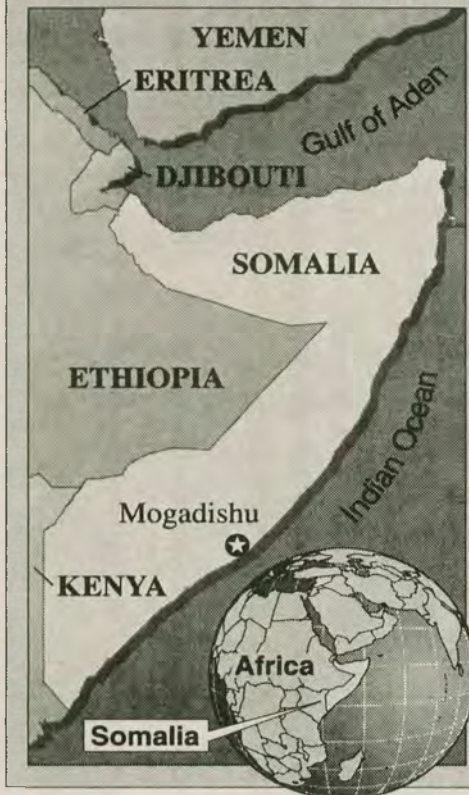 YEMEN
ERITREA
Gulf of Aden
DJIBOUTI
SOMALIA
ETHIOPIA
Indian Ocean
Mogadishu
KENYA
Africa
Somalia